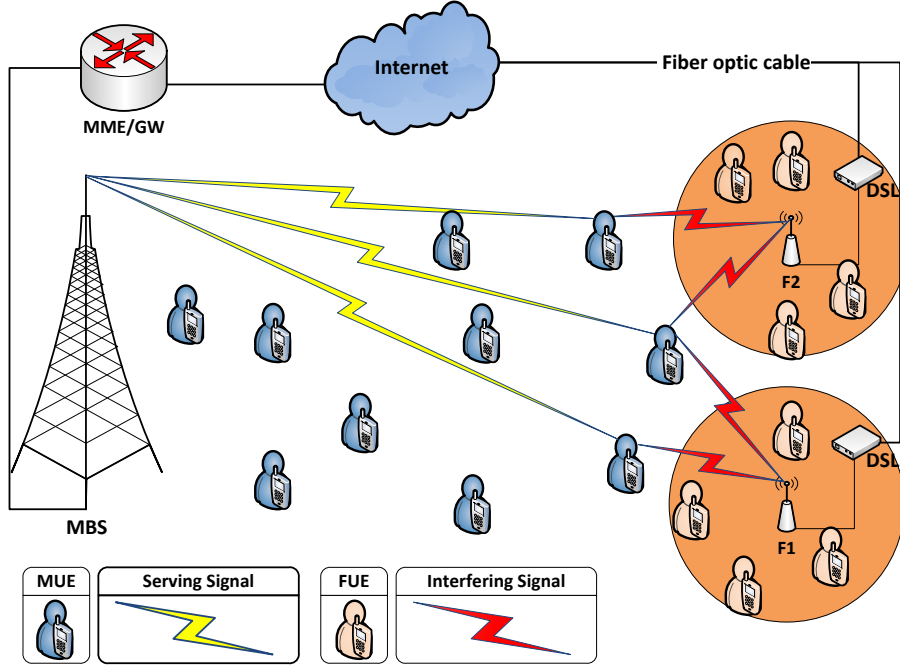 Internet
Fiber optic cable
MME/GW
DSL
F2
DSL
F1
MBS
MUE
Serving Signal
FUE
Interfering Signal